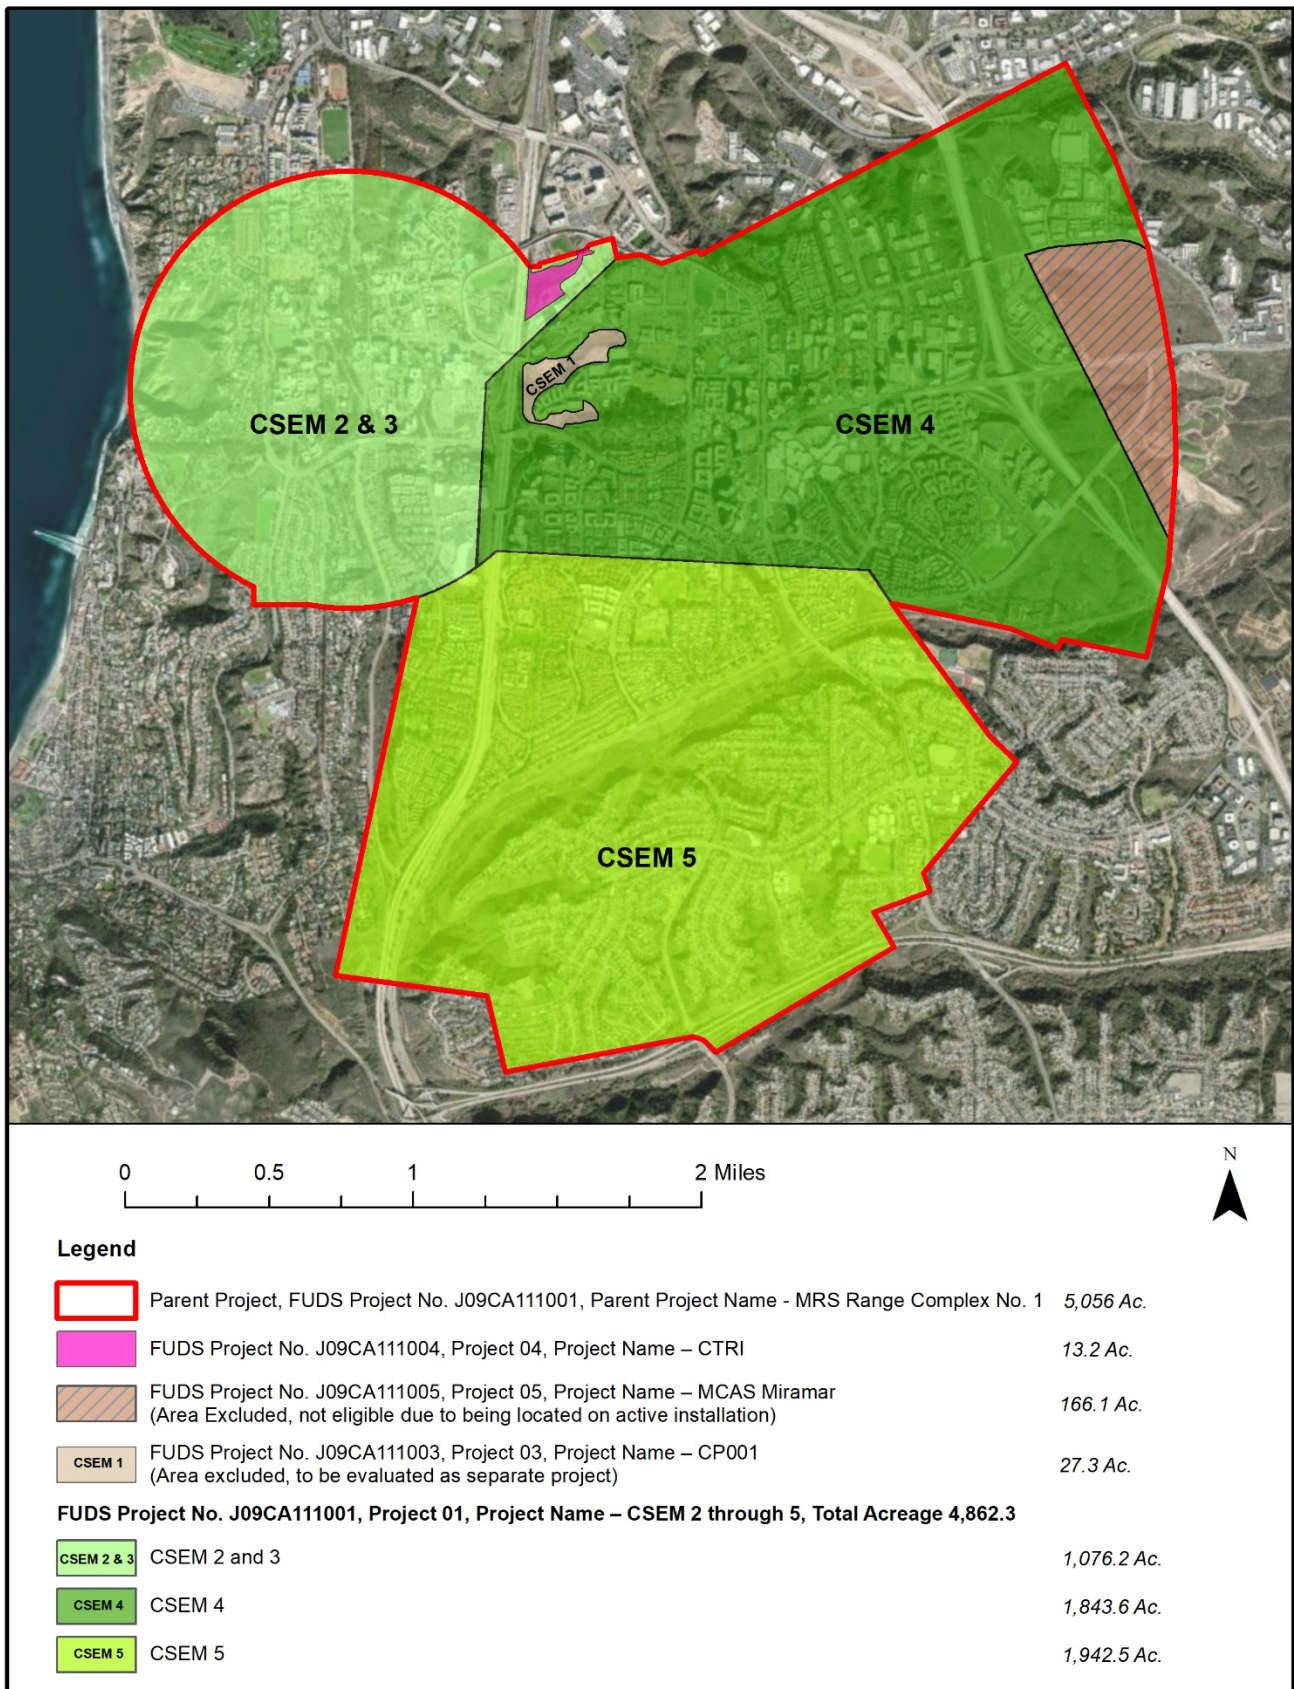 CSEM 1
CSEM 2 & 3
CSEM 4
CSEM 5
0 0.5 1 2 Miles
N
Legend
Parent Project, FUDS Project No. J09CA111001, Parent Project Name - MRS Range Complex No. 1 5,056 Ac.
FUDS Project No. J09CA111004, Project 04, Project Name – CTRI 13.2 Ac.
FUDS Project No. J09CA111005, Project 05, Project Name – MCAS Miramar
(Area Excluded, not eligible due to being located on active installation) 166.1 Ac.
CSEM 1 FUDS Project No. J09CA111003, Project 03, Project Name – CP001
(Area excluded, to be evaluated as separate project) 27.3 Ac.
FUDS Project No. J09CA111001, Project 01, Project Name – CSEM 2 through 5, Total Acreage 4,862.3
CSEM 2 & 3 CSEM 2 and 3 1,076.2 Ac.
CSEM 4 CSEM 4 1,843.6 Ac.
CSEM 5 CSEM 5 1,942.5 Ac.